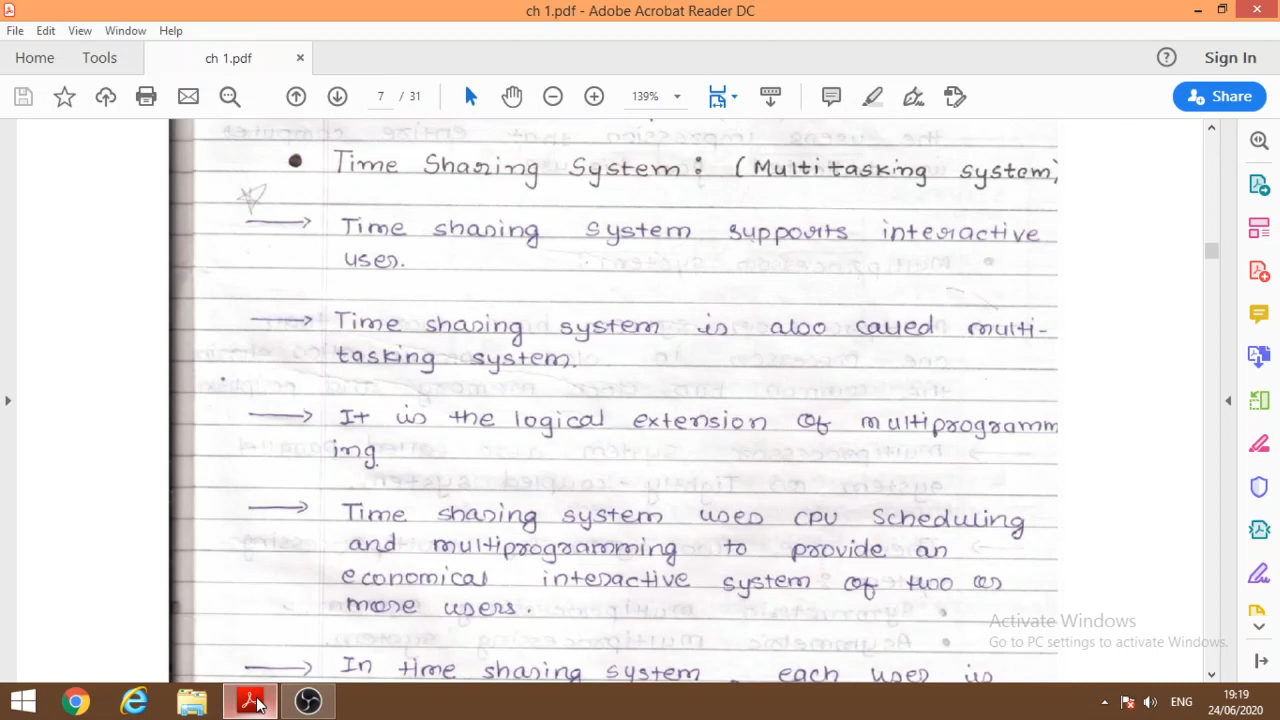 ch 1.pdf - Adobe Acrobat Reader DC
File Edit View Window Help
Home Tools ch 1.pdf × Sign In
7 / 31 139% Share
• Time Sharing System: (Multitasking system)
→ Time sharing system supports interactive
user.
→ Time sharing system is also called multi-
tasking system.
→ It is the logical extension of multiprogramm
ing.
→ Time sharing system uses CPU Scheduling
and multiprogramming to provide an
economical interactive system of two or
more users.
→ In time sharing system, each user is
Activate Windows
Go to PC settings to activate Windows.
ENG 19:19
24/06/2020